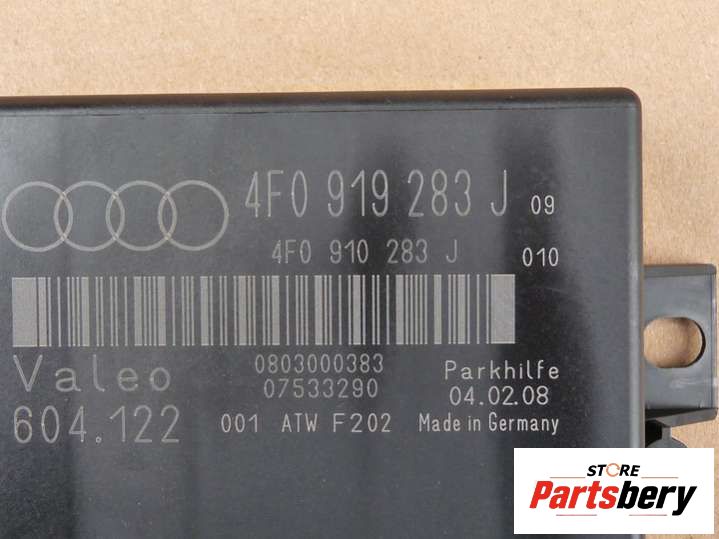 4F0 919 283 J 09
4F0 910 283 J 010
Valeo
0803000383
Parkhilfe
07533290
04.02.08
604.122
001 ATW F202
Made in Germany
STORE
Partsbery